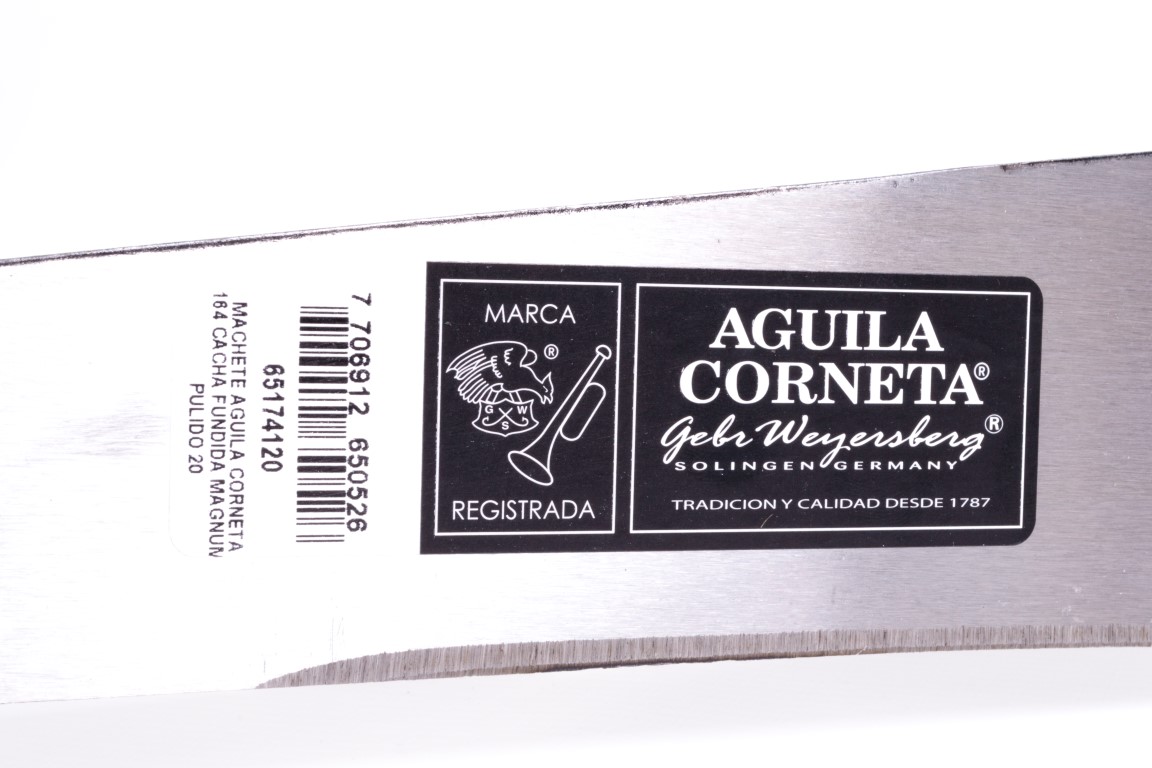 MARCA
®
G W
S
REGISTRADA
AGUILA
CORNETA®
Gebr Weyersberg®
SOLINGEN GERMANY
TRADICION Y CALIDAD DESDE 1787
7 706912 650526
65174120
MACHETE AGUILA CORNETA
164 CACHA FUNDIDA MAGNUN
PULIDO 20